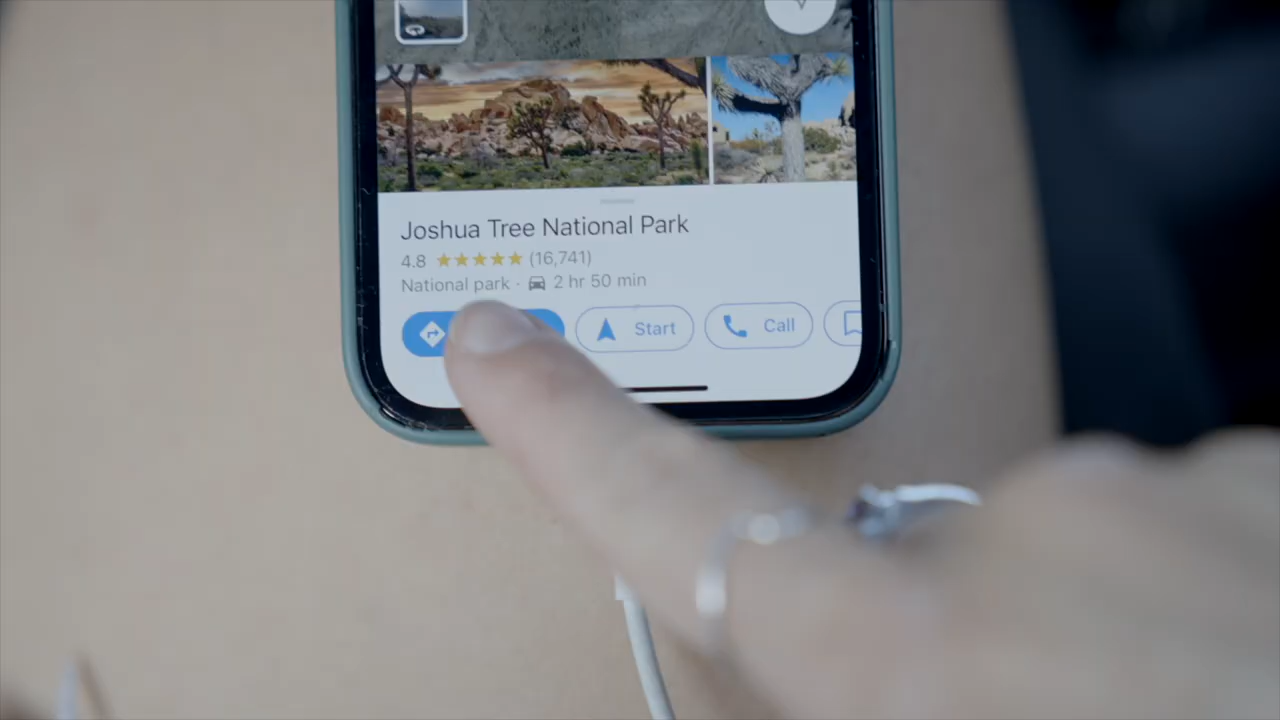 Joshua Tree National Park
4.8 (16,741)
National park · 2 hr 50 min
Start
Call